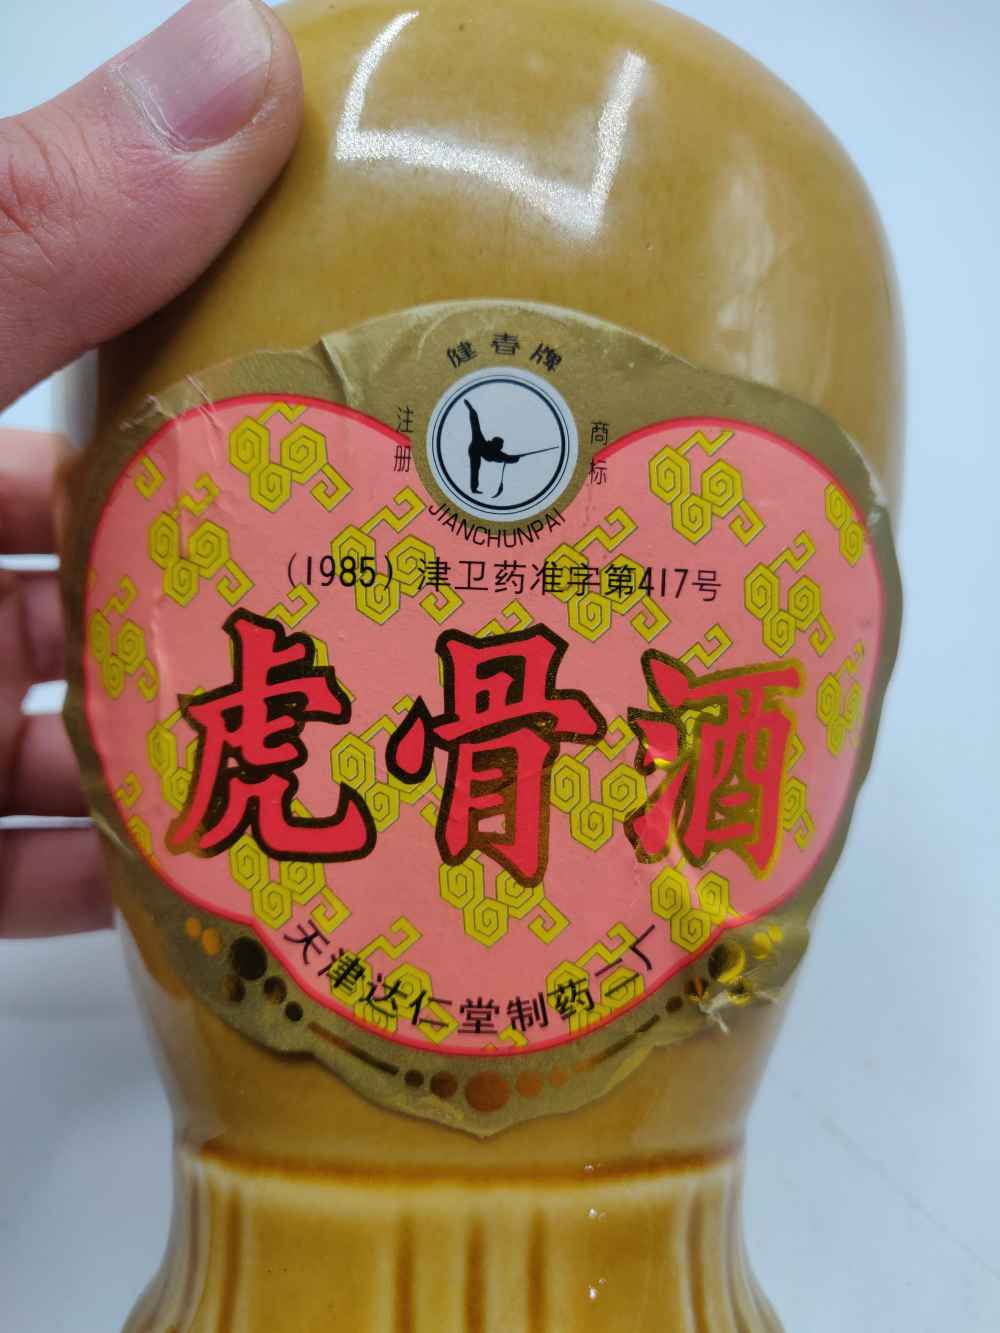 健春牌
注册 商标
JIANCHUNPAI
(1985)津卫药准字第417号
虎骨酒
天津达仁堂制药二厂